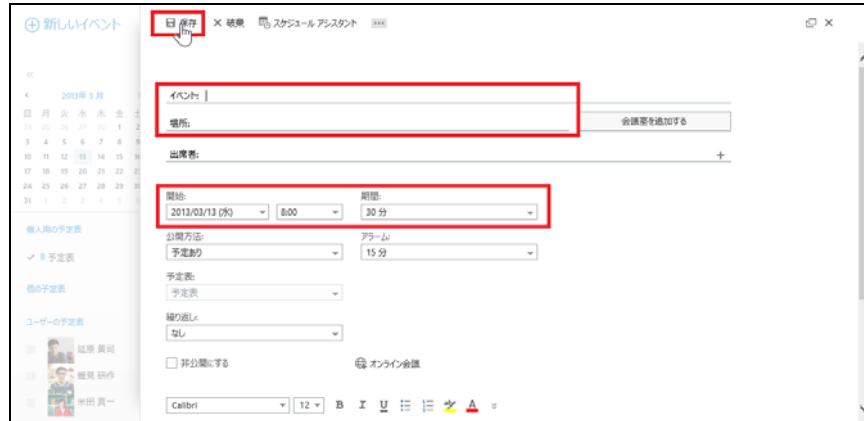 新しいイベント
保存 破棄 スケジュール アシスタント
2013年 3 月
日 月 火 水 木 金 土
24 25 26 27 28 1 2
3 4 5 6 7 8 9
10 11 12 13 14 15 16
17 18 19 20 21 22 23
24 25 26 27 28 29 30
31 1 2 3 4 5 6
個人用の予定表
予定表
他の予定表
ユーザーの予定表
米田 真一
イベント:
場所:
会議室を追加する
出席者:
開始: 期間:
2013/03/13 (水) 8:00 30 分
公開方法: アラーム:
予定あり 15 分
予定表:
予定表
繰り返し:
なし
非公開にする オンライン会議
Calibri 12 B I U